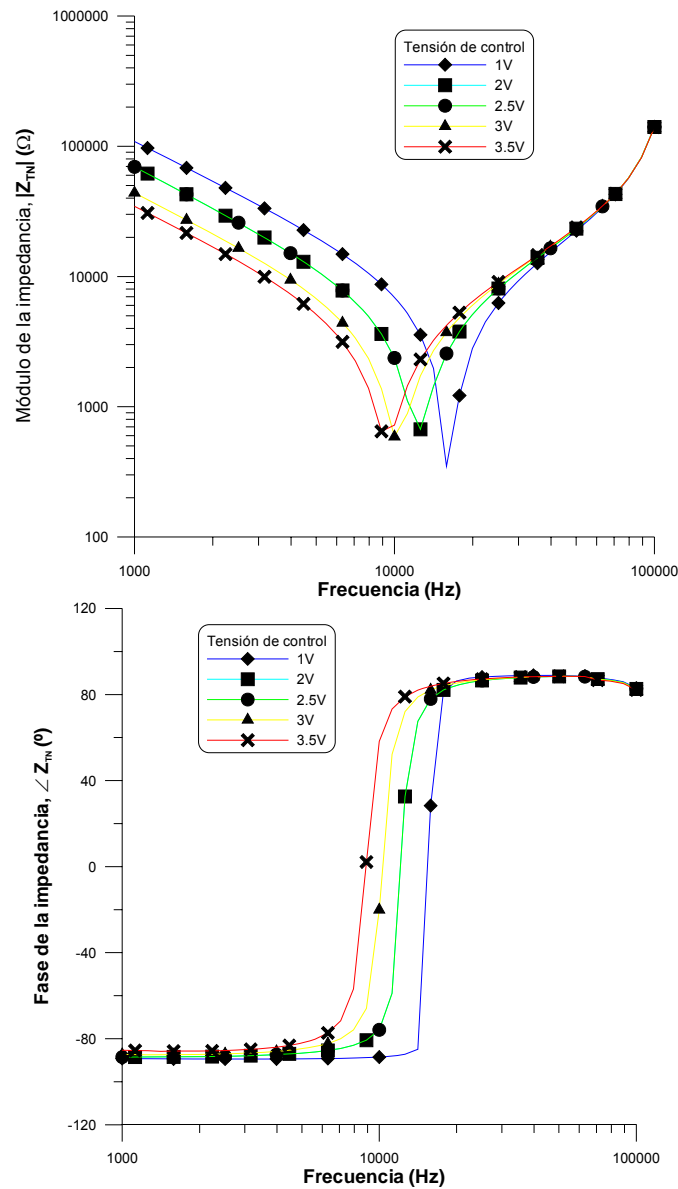 1000000
100000
10000
1000
100
Módulo de la impedancia, |ZTN| (Ω)
Tensión de control
1V
2V
2.5V
3V
3.5V
1000
10000
100000
Frecuencia (Hz)
120
80
40
0
-40
-80
-120
Fase de la impedancia, ∠ ZTN (º)
Tensión de control
1V
2V
2.5V
3V
3.5V
1000
10000
100000
Frecuencia (Hz)